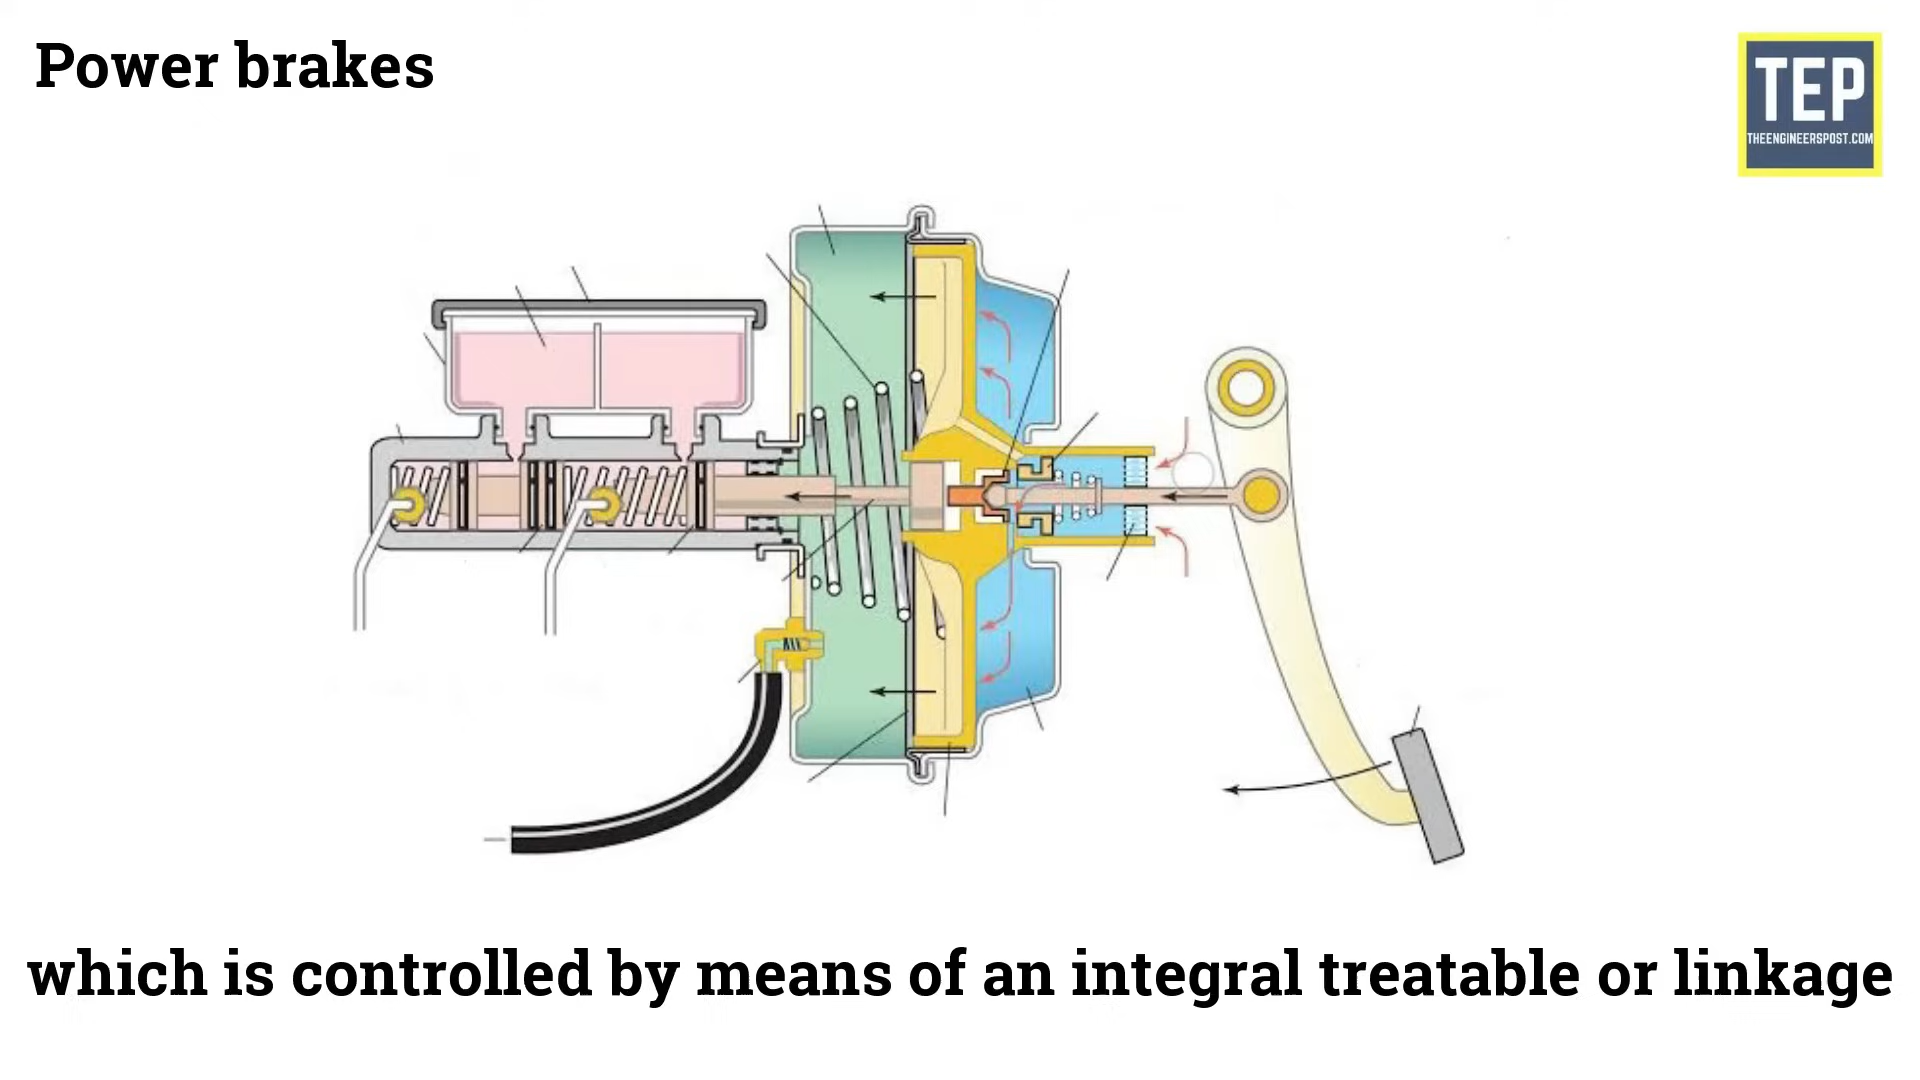 Power brakes
TEP
THEENGINEERSPOST.COM
which is controlled by means of an integral treatable or linkage